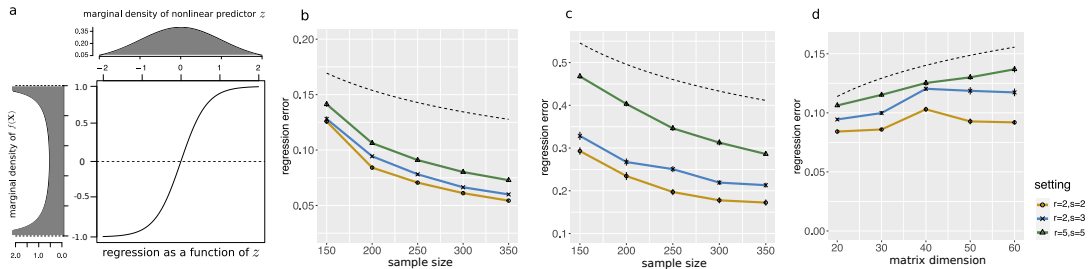 a
marginal density of nonlinear predictor z
0.35
0.25
0.15
0.05
−2
−1
0
1
2
marginal density of f(X)
1.0
0.5
0
-0.5
-1.0
2.0
1.0
0.0
regression as a function of z
b
regression error
0.20
0.15
0.10
0.05
150
200
250
300
350
sample size
c
regression error
0.5
0.4
0.3
0.2
0.1
150
200
250
300
350
sample size
d
regression error
0.15
0.10
0.05
0.00
20
30
40
50
60
matrix dimension
setting
r=2,s=2
r=2,s=3
r=5,s=5